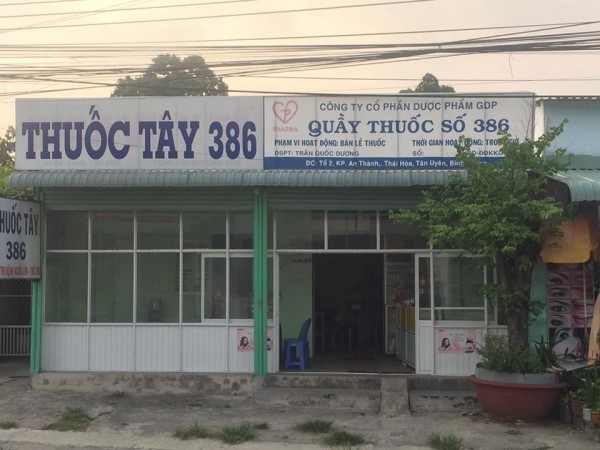 THUỐC TÂY 386
GDP
PHARMA
CÔNG TY CỔ PHẦN DƯỢC PHẨM GDP
QUẦY THUỐC SỐ 386
PHẠM VI HOẠT ĐỘNG: BÁN LẺ THUỐC
THỜI GIAN HOẠT ĐỘNG:
DSPT: TRẦN QUỐC DƯƠNG
SỐ:
ĐC: Tổ 2, KP. An Thành, Thái Hòa, Tân Uyên,
THUỐC TÂY
386